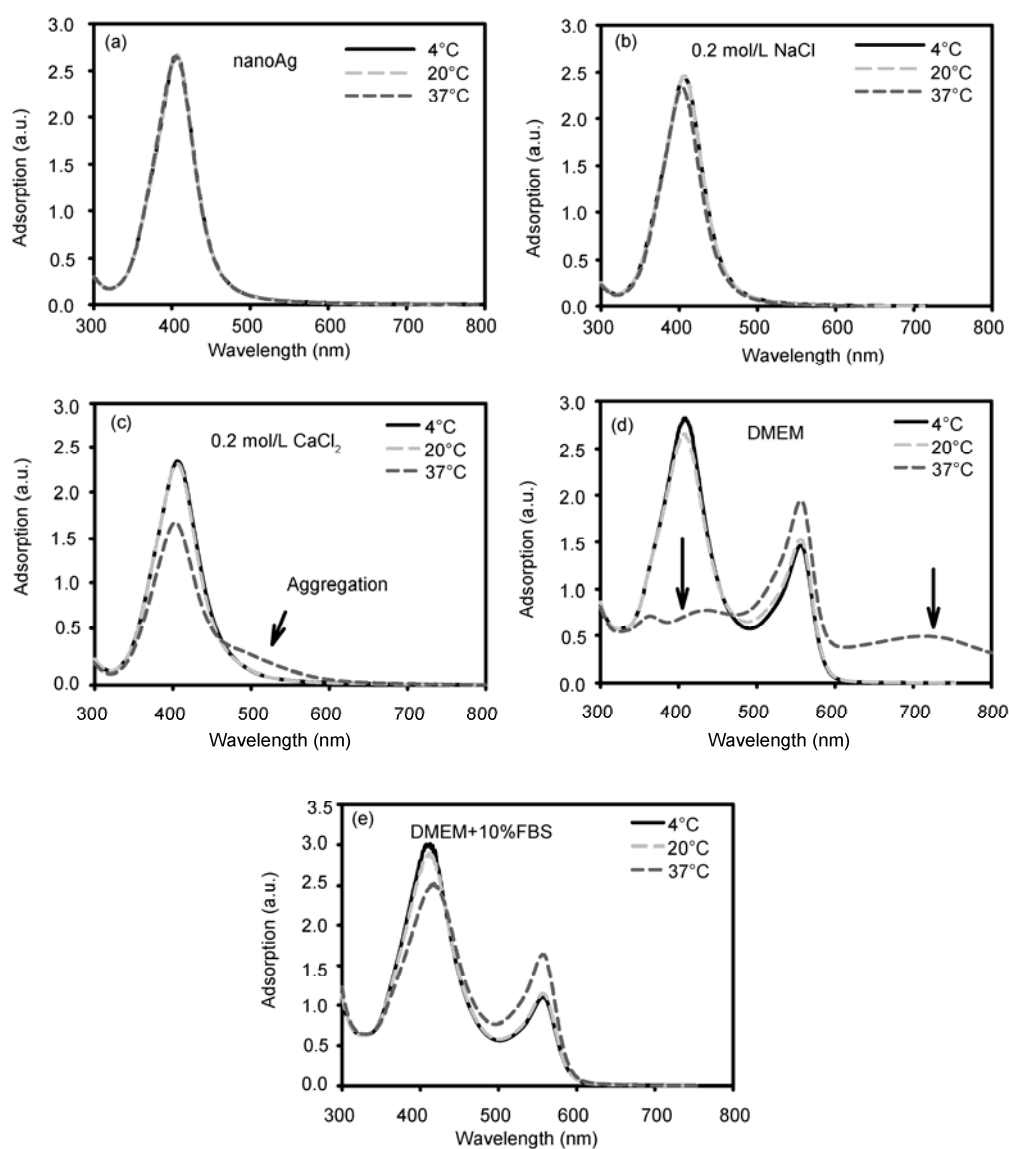 (a)
nanoAg
4°C
20°C
37°C
3.0
2.5
2.0
1.5
1.0
0.5
0.0
Adsorption (a.u.)
300 400 500 600 700 800
Wavelength (nm)
(b)
0.2 mol/L NaCl
4°C
20°C
37°C
3.0
2.5
2.0
1.5
1.0
0.5
0.0
Adsorption (a.u.)
300 400 500 600 700 800
Wavelength (nm)
(c)
0.2 mol/L CaCl₂
4°C
20°C
37°C
Aggregation
3.0
2.5
2.0
1.5
1.0
0.5
0.0
Adsorption (a.u.)
300 400 500 600 700 800
Wavelength (nm)
(d)
DMEM
4°C
20°C
37°C
3.0
2.5
2.0
1.5
1.0
0.5
0.0
Adsorption (a.u.)
300 400 500 600 700 800
Wavelength (nm)
(e)
DMEM+10%FBS
4°C
20°C
37°C
3.5
3.0
2.5
2.0
1.5
1.0
0.5
0.0
Adsorption (a.u.)
300 400 500 600 700 800
Wavelength (nm)